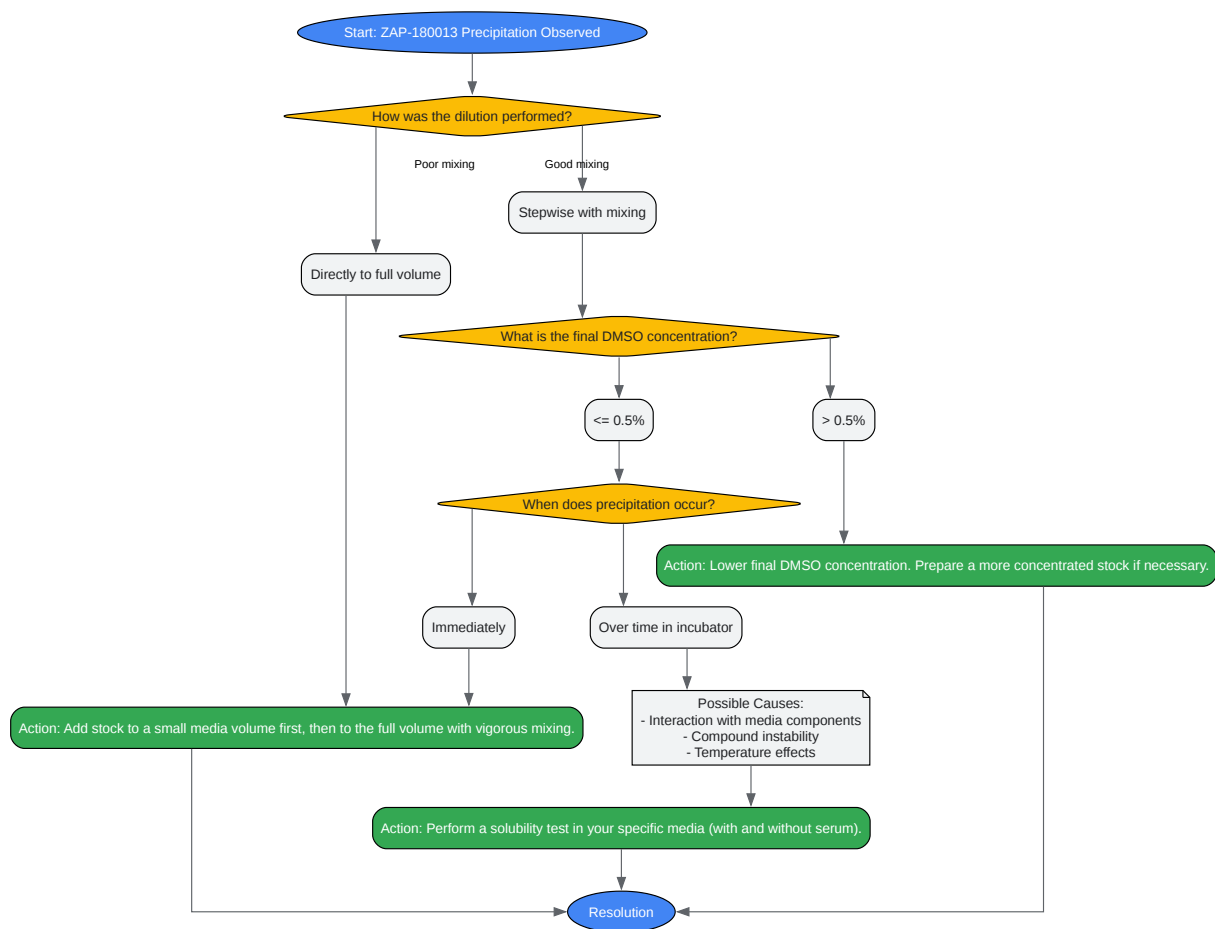 Start: ZAP-180013 Precipitation Observed
How was the dilution performed?
Poor mixing
Good mixing
Stepwise with mixing
Directly to full volume
What is the final DMSO concentration?
<= 0.5%
> 0.5%
When does precipitation occur?
Action: Lower final DMSO concentration. Prepare a more concentrated stock if necessary.
Immediately
Over time in incubator
Possible Causes:
- Interaction with media components
- Compound instability
- Temperature effects
Action: Add stock to a small media volume first, then to the full volume with vigorous mixing.
Action: Perform a solubility test in your specific media (with and without serum).
Resolution